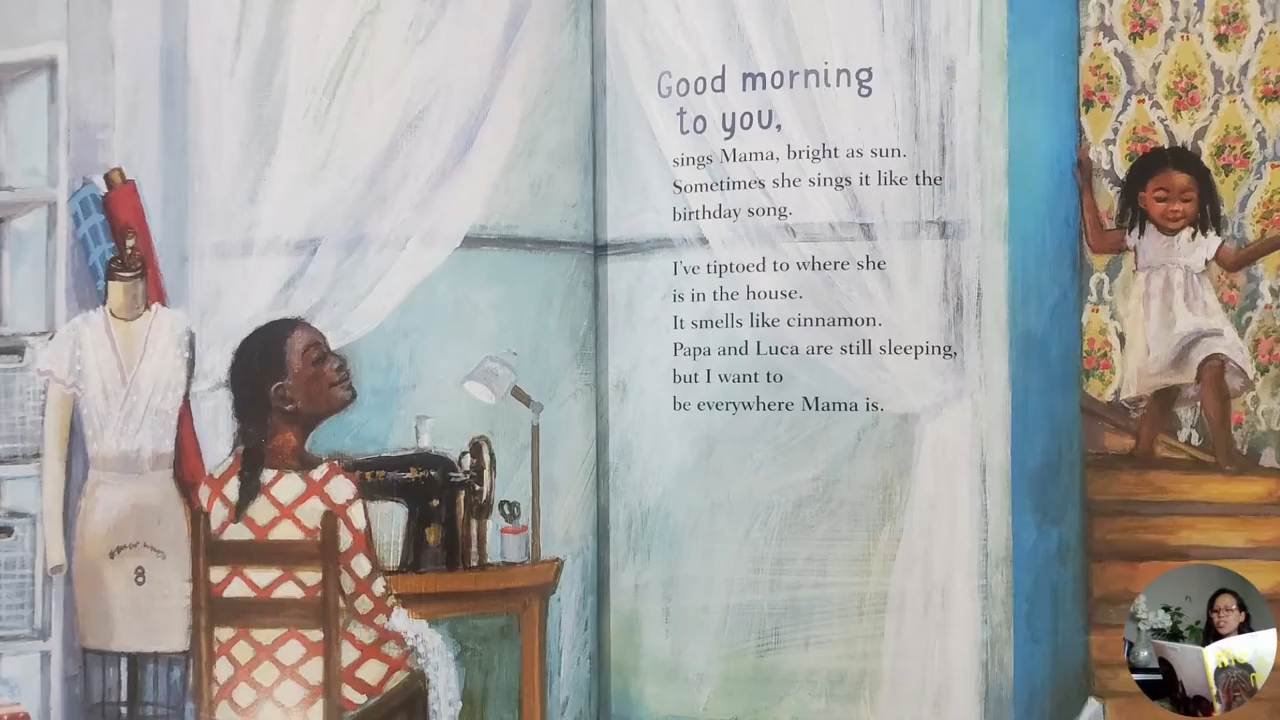 Good morning
to you,
sings Mama, bright as sun.
Sometimes she sings it like the
birthday song.
I've tiptoed to where she
is in the house.
It smells like cinnamon.
Papa and Luca are still sleeping,
but I want to
be everywhere Mama is.
8